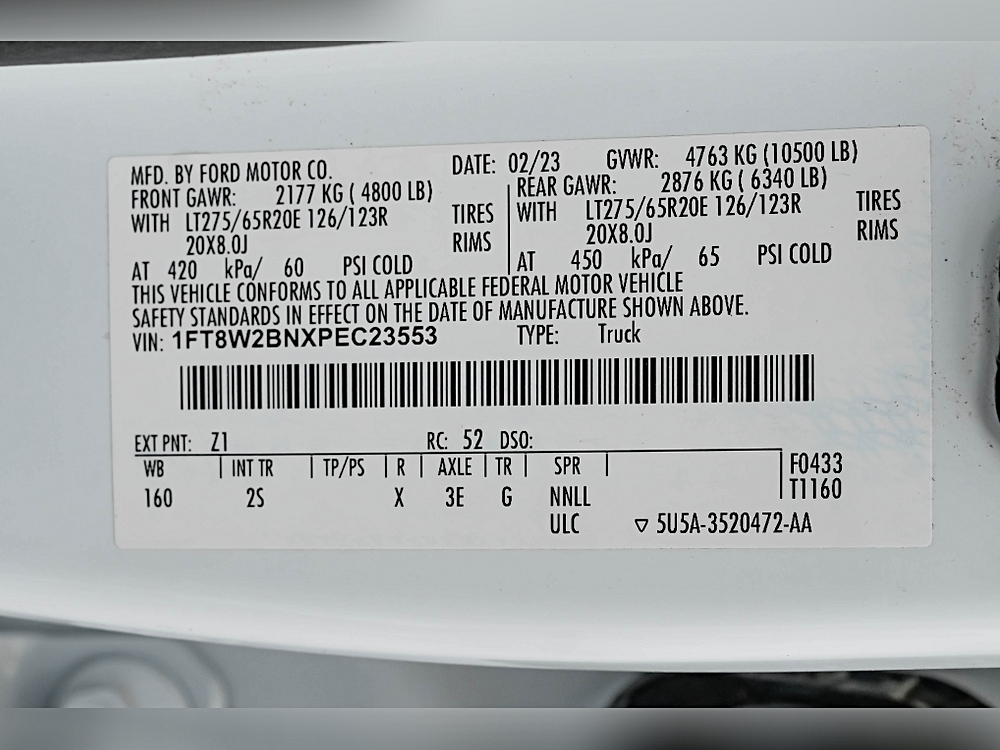 MFD. BY FORD MOTOR CO. DATE: 02/23 GVWR: 4763 KG (10500 LB)
FRONT GAWR: 2177 KG ( 4800 LB) REAR GAWR: 2876 KG ( 6340 LB)
WITH LT275/65R20E 126/123R TIRES WITH LT275/65R20E 126/123R TIRES
20X8.0J RIMS 20X8.0J RIMS
AT 420 kPa/ 60 PSI COLD AT 450 kPa/ 65 PSI COLD
THIS VEHICLE CONFORMS TO ALL APPLICABLE FEDERAL MOTOR VEHICLE
SAFETY STANDARDS IN EFFECT ON THE DATE OF MANUFACTURE SHOWN ABOVE.
VIN: 1FT8W2BNXPEC23553 TYPE: Truck
EXT PNT: Z1 RC: 52 DSO:
WB INT TR TP/PS R AXLE TR SPR F0433
160 2S X 3E G NNLL T1160
ULC ▽ 5U5A-3520472-AA